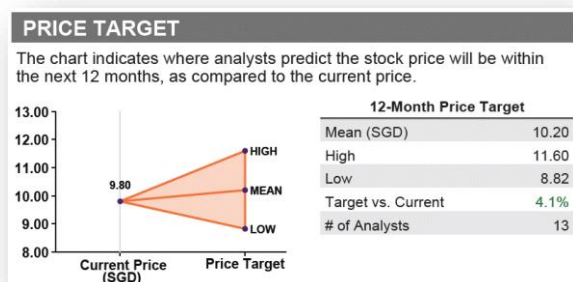 PRICE TARGET
The chart indicates where analysts predict the stock price will be within
the next 12 months, as compared to the current price.
13.00
12.00
11.00
10.00
9.00
8.00
9.80
HIGH
MEAN
LOW
Current Price
(SGD)
Price Target
12-Month Price Target
Mean (SGD) 10.20
High 11.60
Low 8.82
Target vs. Current 4.1%
# of Analysts 13